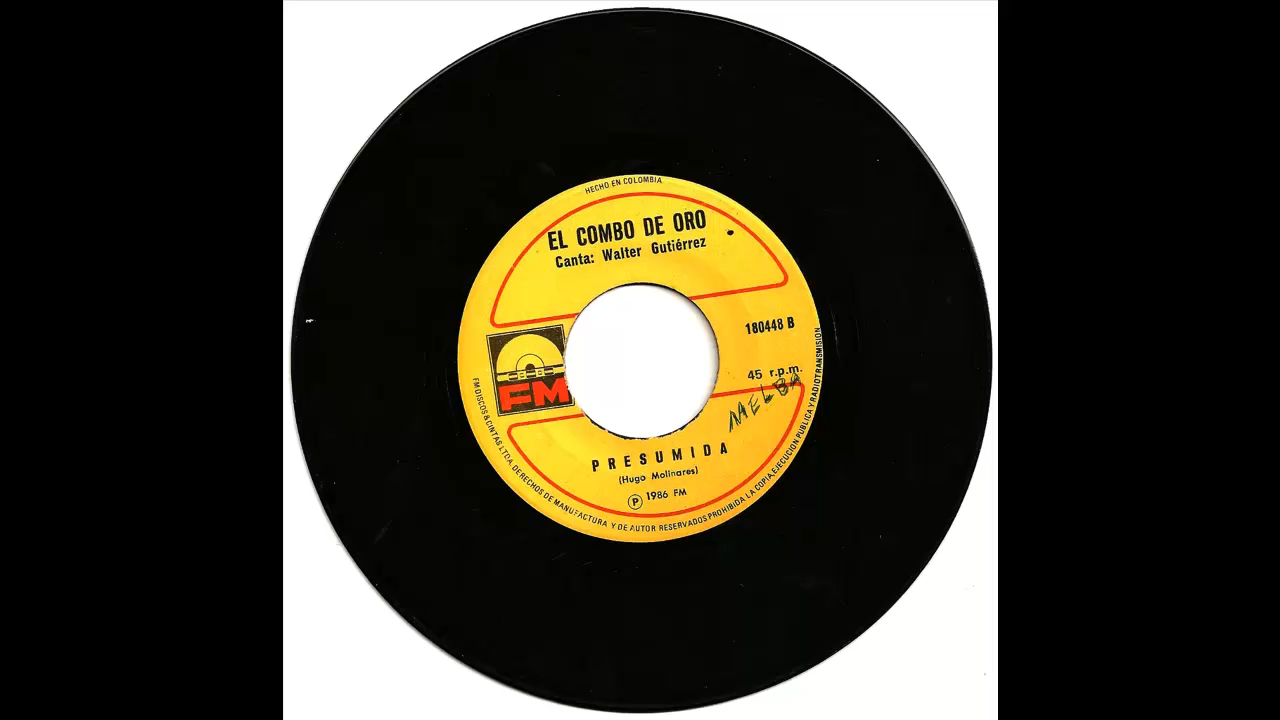 HECHO EN COLOMBIA
EL COMBO DE ORO
Canta: Walter Gutiérrez
180448 B
45 r.p.m.
MELBA
FM
PRESUMIDA
(Hugo Molinares)
Ⓟ 1986 FM
FM DISCOS & CINTAS LTDA. DERECHOS DE MANUFACTURA Y DE AUTOR RESERVADOS PROHIBIDA LA COPIA, EJECUCION PUBLICA Y RADIOTRANSMISION